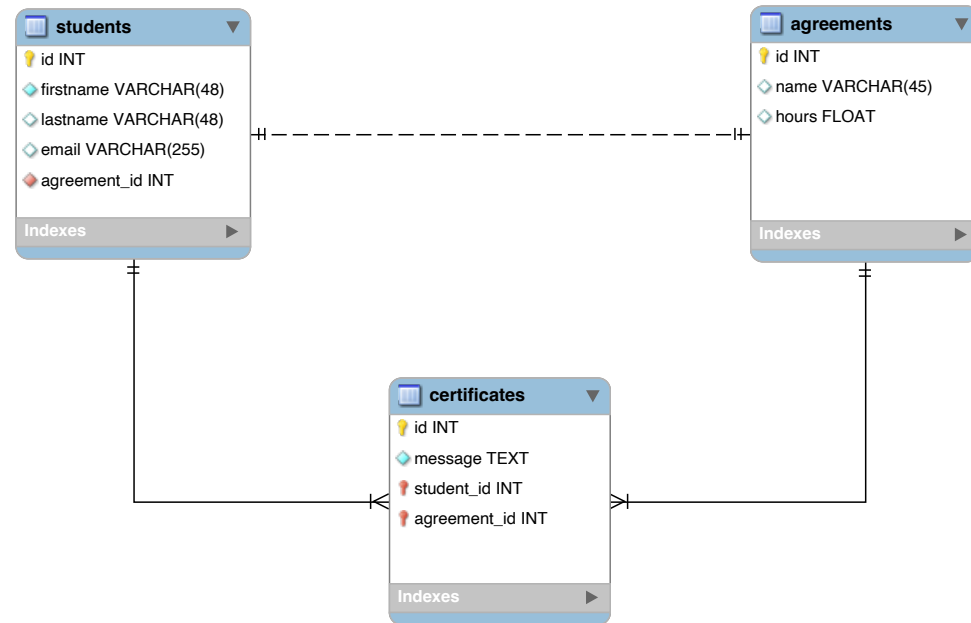 students
id INT
firstname VARCHAR(48)
lastname VARCHAR(48)
email VARCHAR(255)
agreement_id INT
Indexes
agreements
id INT
name VARCHAR(45)
hours FLOAT
Indexes
certificates
id INT
message TEXT
student_id INT
agreement_id INT
Indexes